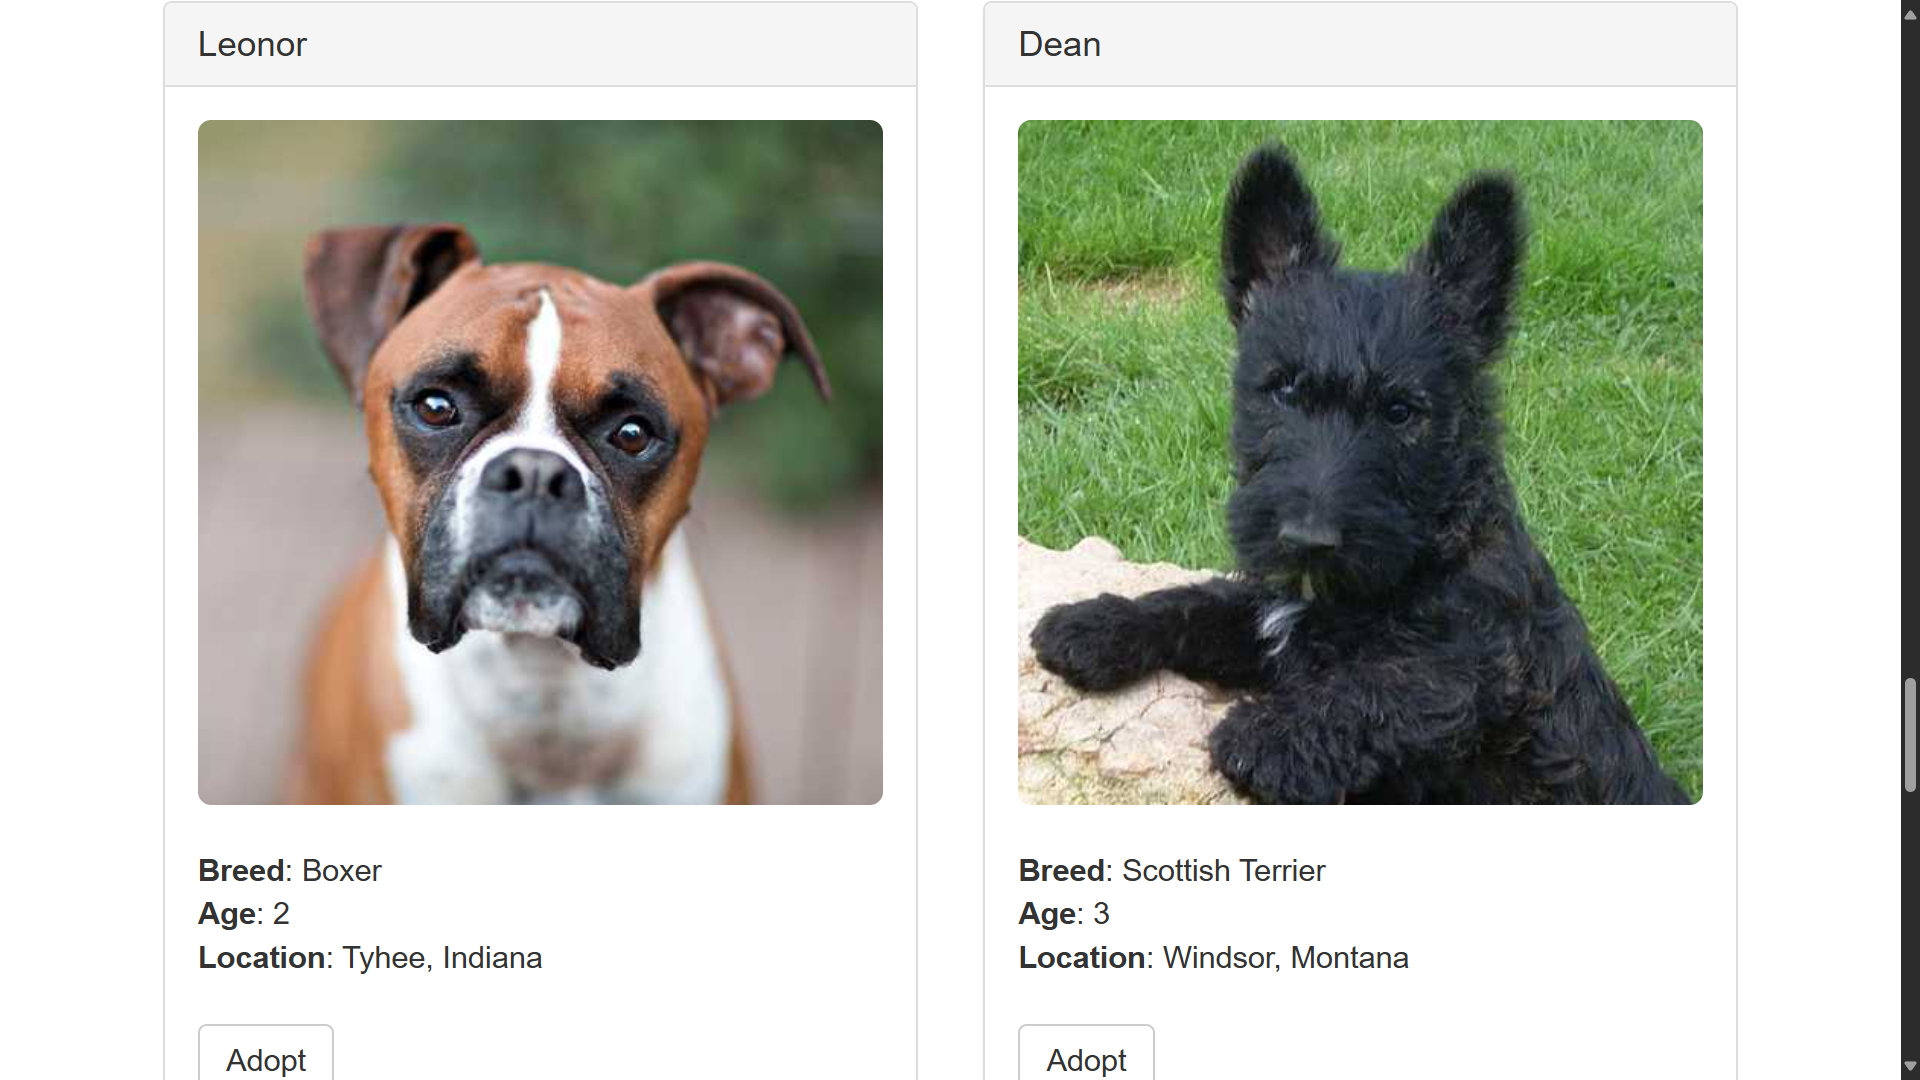 Leonor
Breed: Boxer
Age: 2
Location: Tyhee, Indiana
Adopt
Dean
Breed: Scottish Terrier
Age: 3
Location: Windsor, Montana
Adopt